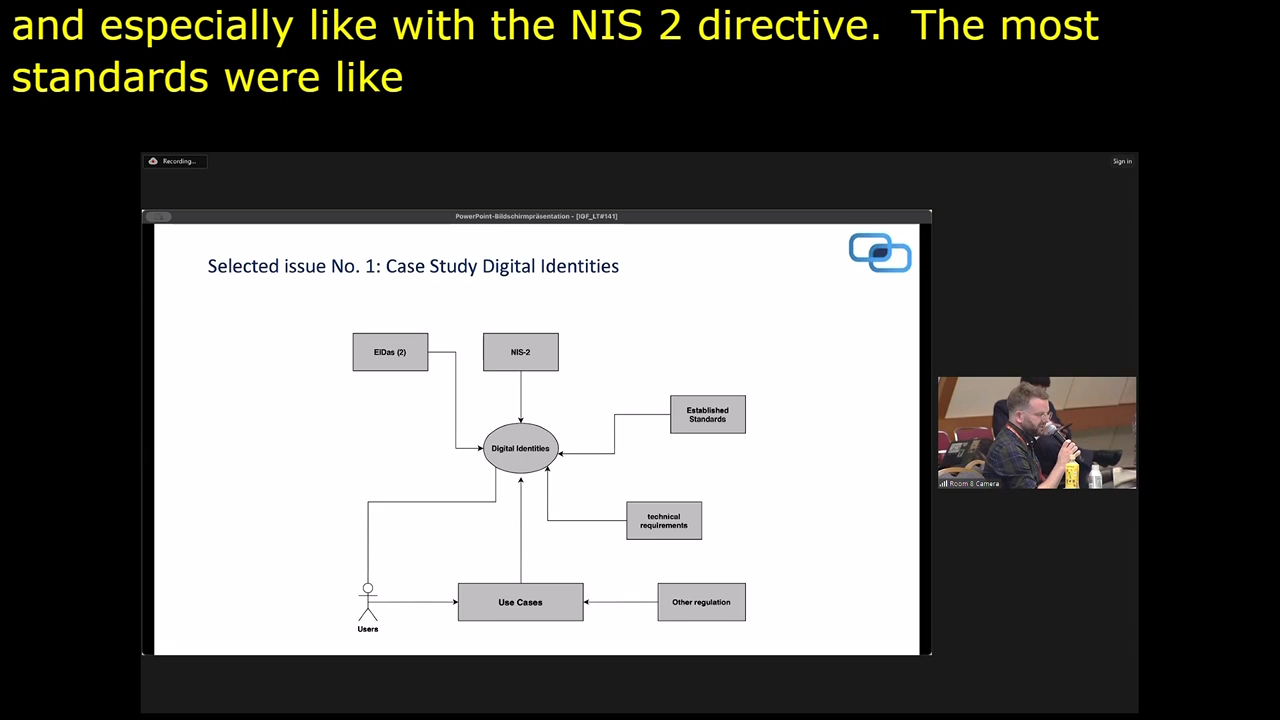 and especially like with the NIS 2 directive.  The most
standards were like
Recording...
Sign in
PowerPoint-Bildschirmpräsentation - [IGF_LT#141]
Selected issue No. 1: Case Study Digital Identities
EiDas (2)
NIS-2
Established
Standards
Digital Identities
technical
requirements
Use Cases
Other regulation
Users
Room 8 Camera